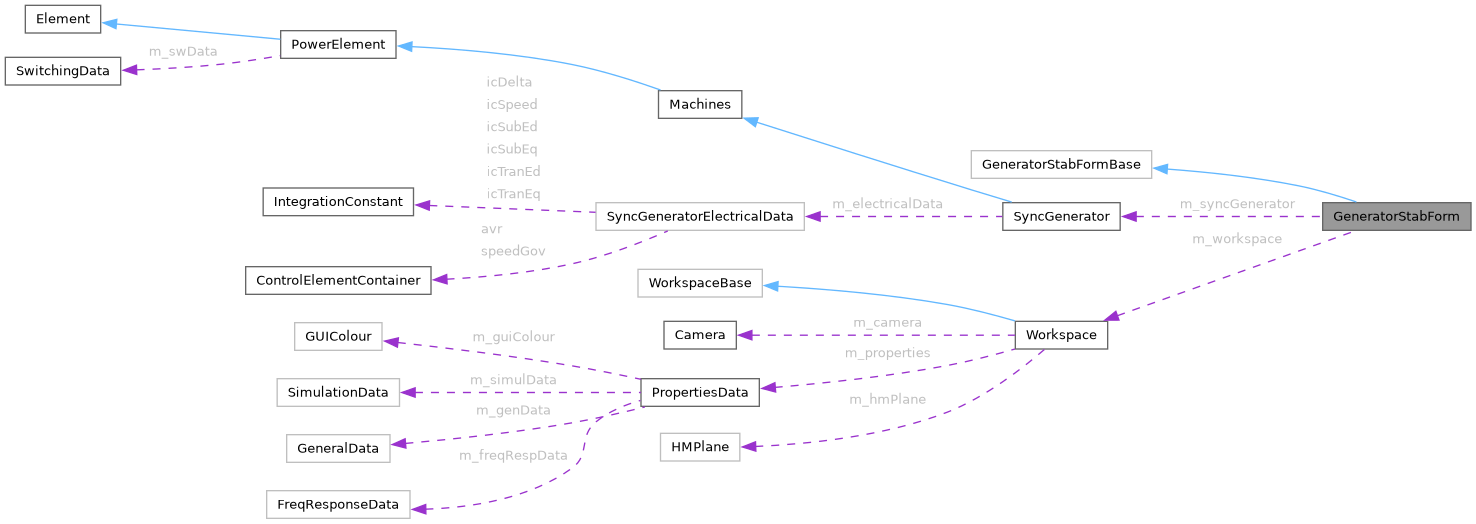 Element
PowerElement
m_swData
SwitchingData
icDelta
Machines
icSpeed
icSubEd
icSubEq
GeneratorStabFormBase
icTranEd
icTranEq
IntegrationConstant
SyncGeneratorElectricalData
m_electricalData
SyncGenerator
m_syncGenerator
GeneratorStabForm
avr
speedGov
m_workspace
ControlElementContainer
WorkspaceBase
GUIColour
m_guiColour
Camera
m_camera
Workspace
m_properties
SimulationData
m_simulData
PropertiesData
m_genData
m_hmPlane
GeneralData
HMPlane
m_freqRespData
FreqResponseData